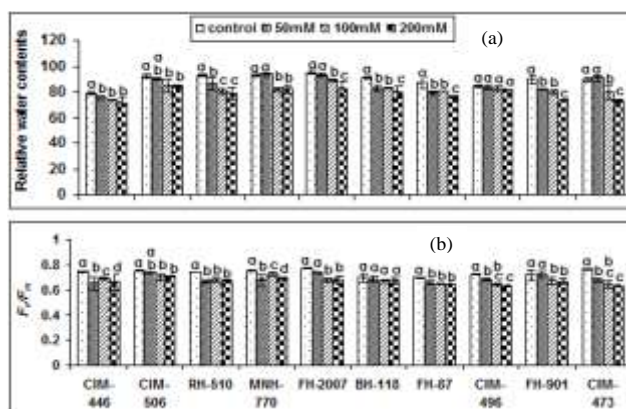 control 50mM 100mM 200mM
(a)
Relative water contents
120
100
80
60
40
20
0
a b b b
a a b b b
a b c c
a a b b
a a b c
a b b c
a b b c
a a a a
a b b c
a a b c
(b)
Fv/Fm
1
0.8
0.6
0.4
0.2
0
a b c d
a a b b b
a b b b
a b c d
a a b b
a a a a
a b b b
a b c c
a a b b
a b c c
CIM-446
CIM-506
RH-510
MNH-770
FH-2007
BH-118
FH-87
CIM-496
FH-901
CIM-473